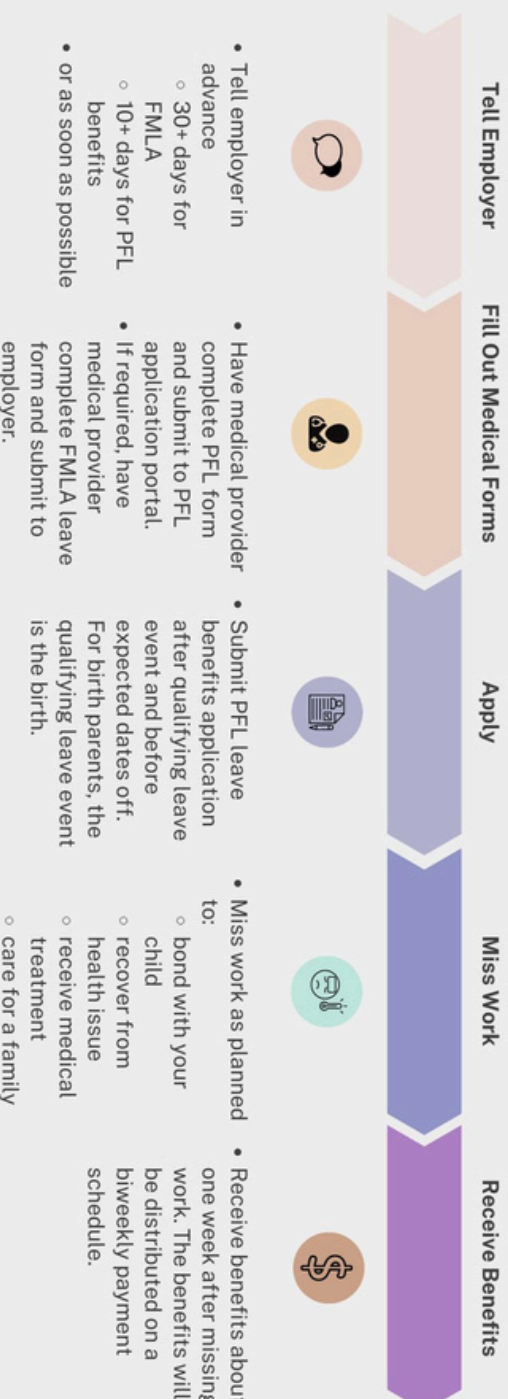 Tell Employer
• Tell employer in
advance
○ 30+ days for
FMLA
○ 10+ days for PFL
benefits
• or as soon as possible
Fill Out Medical Forms
• Have medical provider
complete PFL form
and submit to PFL
application portal.
• If required, have
medical provider
complete FMLA leave
form and submit to
employer.
Apply
• Submit PFL leave
benefits application
after qualifying leave
event and before
expected dates off.
For birth parents, the
qualifying leave event
is the birth.
Miss Work
• Miss work as planned
to:
○ bond with your
child
○ recover from
health issue
○ receive medical
treatment
○ care for a family
Receive Benefits
• Receive benefits about
one week after missing
work. The benefits will
be distributed on a
biweekly payment
schedule.
$